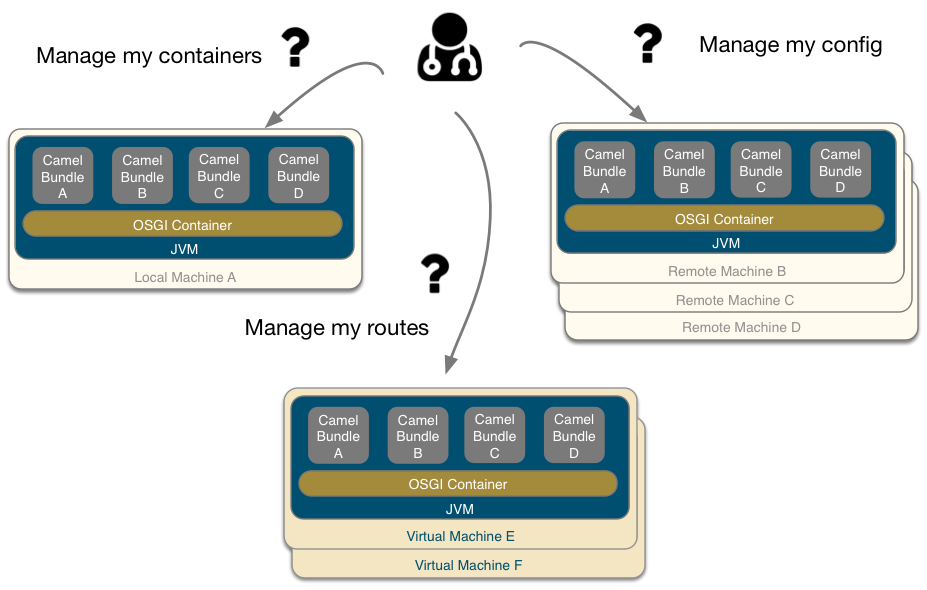 Manage my containers
?
?
Manage my config
Camel
Bundle
A
Camel
Bundle
B
Camel
Bundle
C
Camel
Bundle
D
OSGI Container
JVM
Local Machine A
Camel
Bundle
A
Camel
Bundle
B
Camel
Bundle
C
Camel
Bundle
D
OSGI Container
JVM
Remote Machine B
Remote Machine C
Remote Machine D
?
Manage my routes
Camel
Bundle
A
Camel
Bundle
B
Camel
Bundle
C
Camel
Bundle
D
OSGI Container
JVM
Virtual Machine E
Virtual Machine F